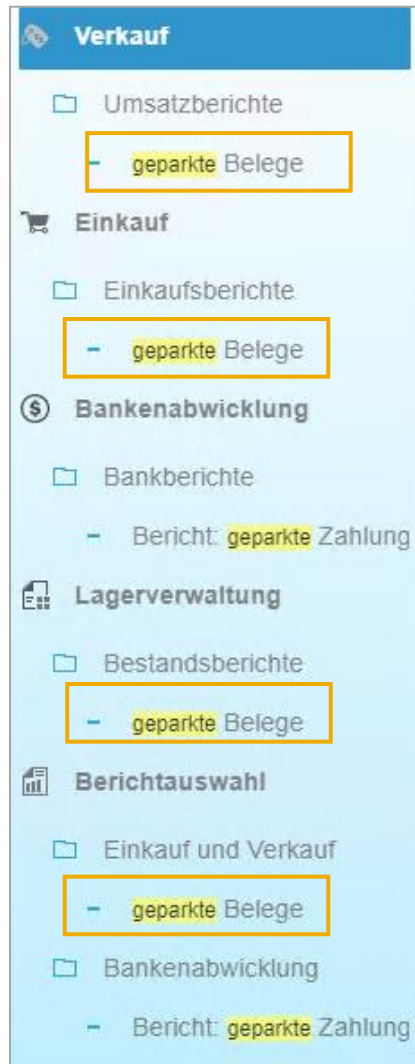 Verkauf
Umsatzberichte
geparkte Belege
Einkauf
Einkaufsberichte
geparkte Belege
Bankenabwicklung
Bankberichte
Bericht: geparkte Zahlung
Lagerverwaltung
Bestandsberichte
geparkte Belege
Berichtauswahl
Einkauf und Verkauf
geparkte Belege
Bankenabwicklung
Bericht: geparkte Zahlung